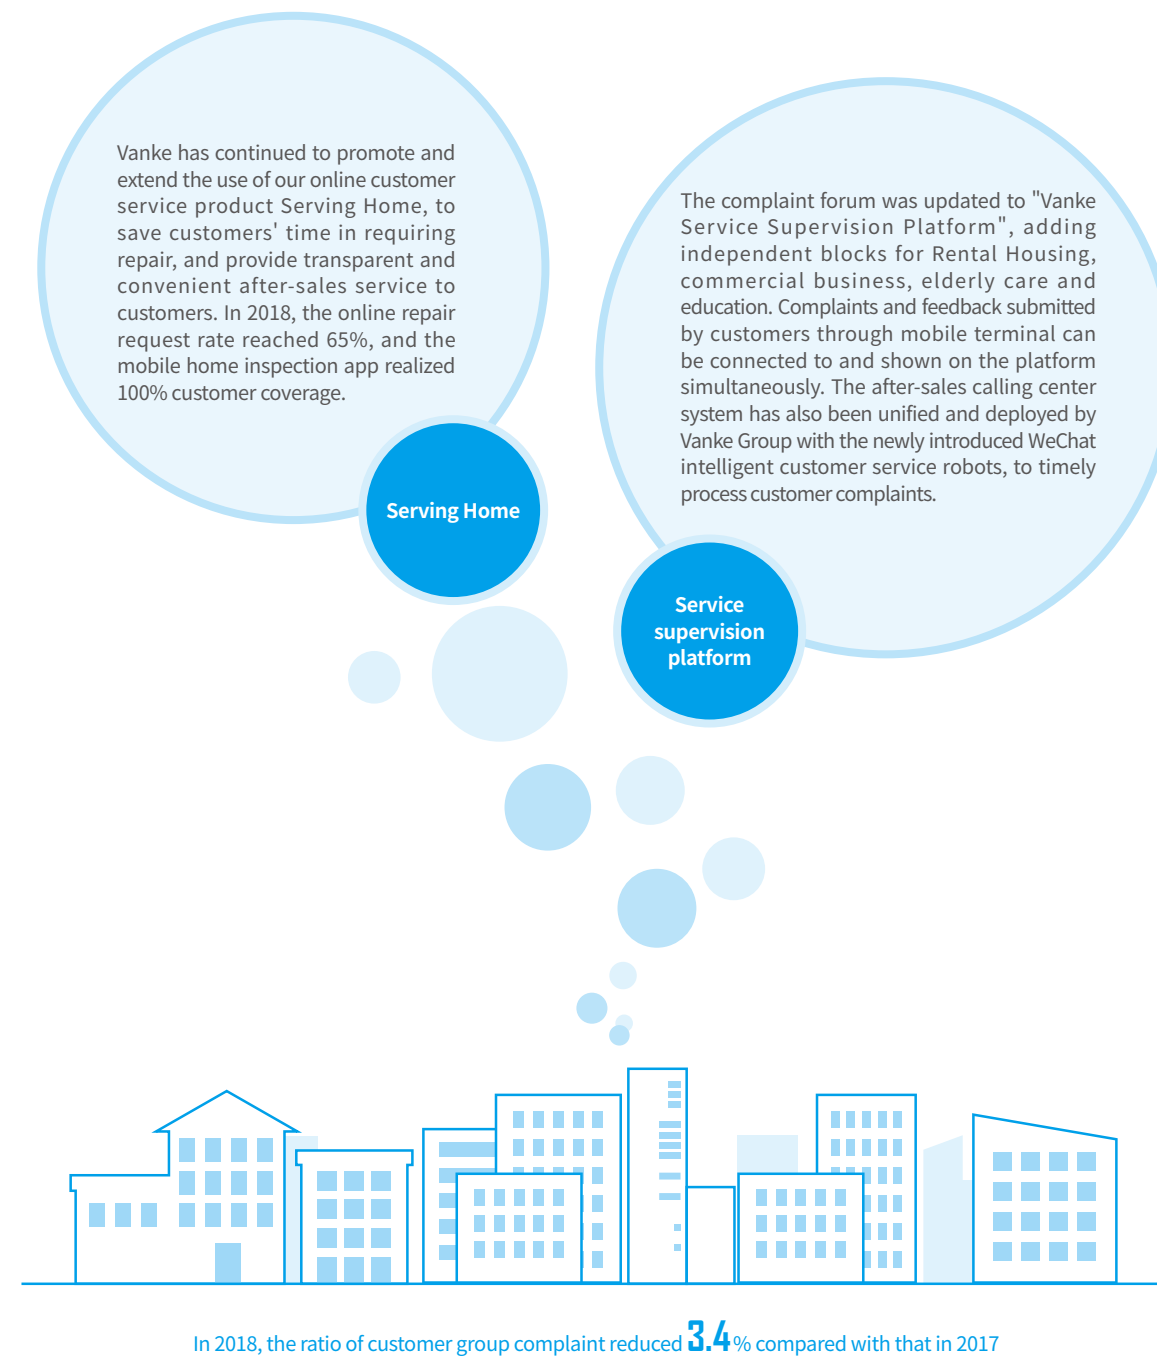 Vanke has continued to promote and
extend the use of our online customer
service product Serving Home, to
save customers' time in requiring
repair, and provide transparent and
convenient after-sales service to
customers. In 2018, the online repair
request rate reached 65%, and the
mobile home inspection app realized
100% customer coverage.
Serving Home
The complaint forum was updated to "Vanke
Service Supervision Platform", adding
independent blocks for Rental Housing,
commercial business, elderly care and
education. Complaints and feedback submitted
by customers through mobile terminal can
be connected to and shown on the platform
simultaneously. The after-sales calling center
system has also been unified and deployed by
Vanke Group with the newly introduced WeChat
intelligent customer service robots, to timely
process customer complaints.
Service
supervision
platform
In 2018, the ratio of customer group complaint reduced 3.4% compared with that in 2017